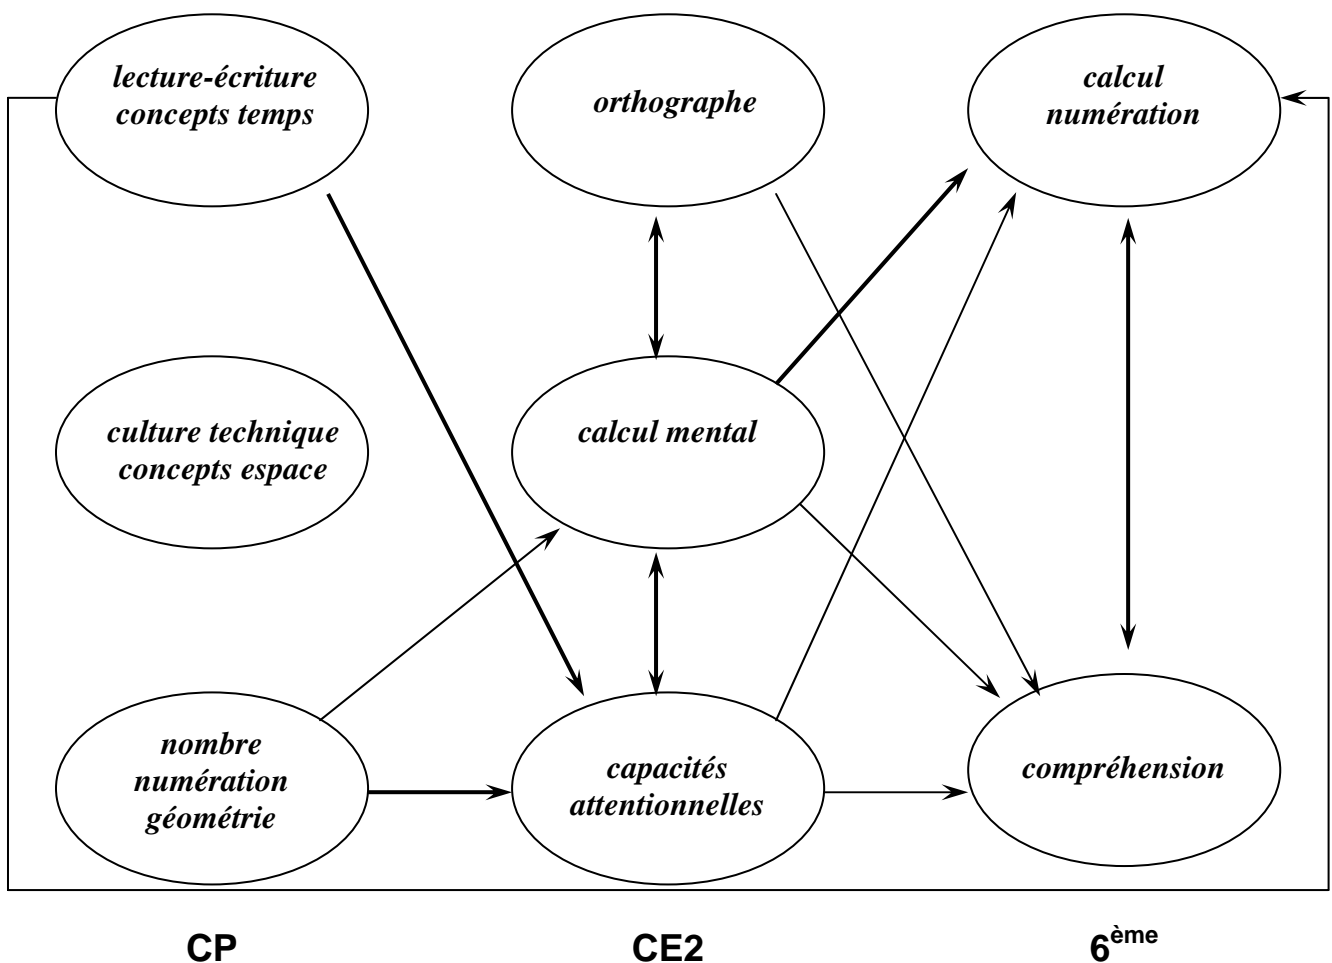 lecture-écriture
concepts temps
orthographe
calcul
numération
culture technique
concepts espace
calcul mental
nombre
numération
géométrie
capacités
attentionnelles
compréhension
CP
CE2
6ème